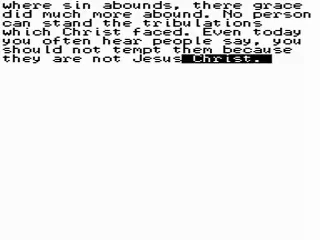 where sin abounds, there grace
did much more abound. No person
can stand the tribulations
which Christ faced. Even today
you often hear people say, you
should not tempt them because
they are not Jesus Christ.